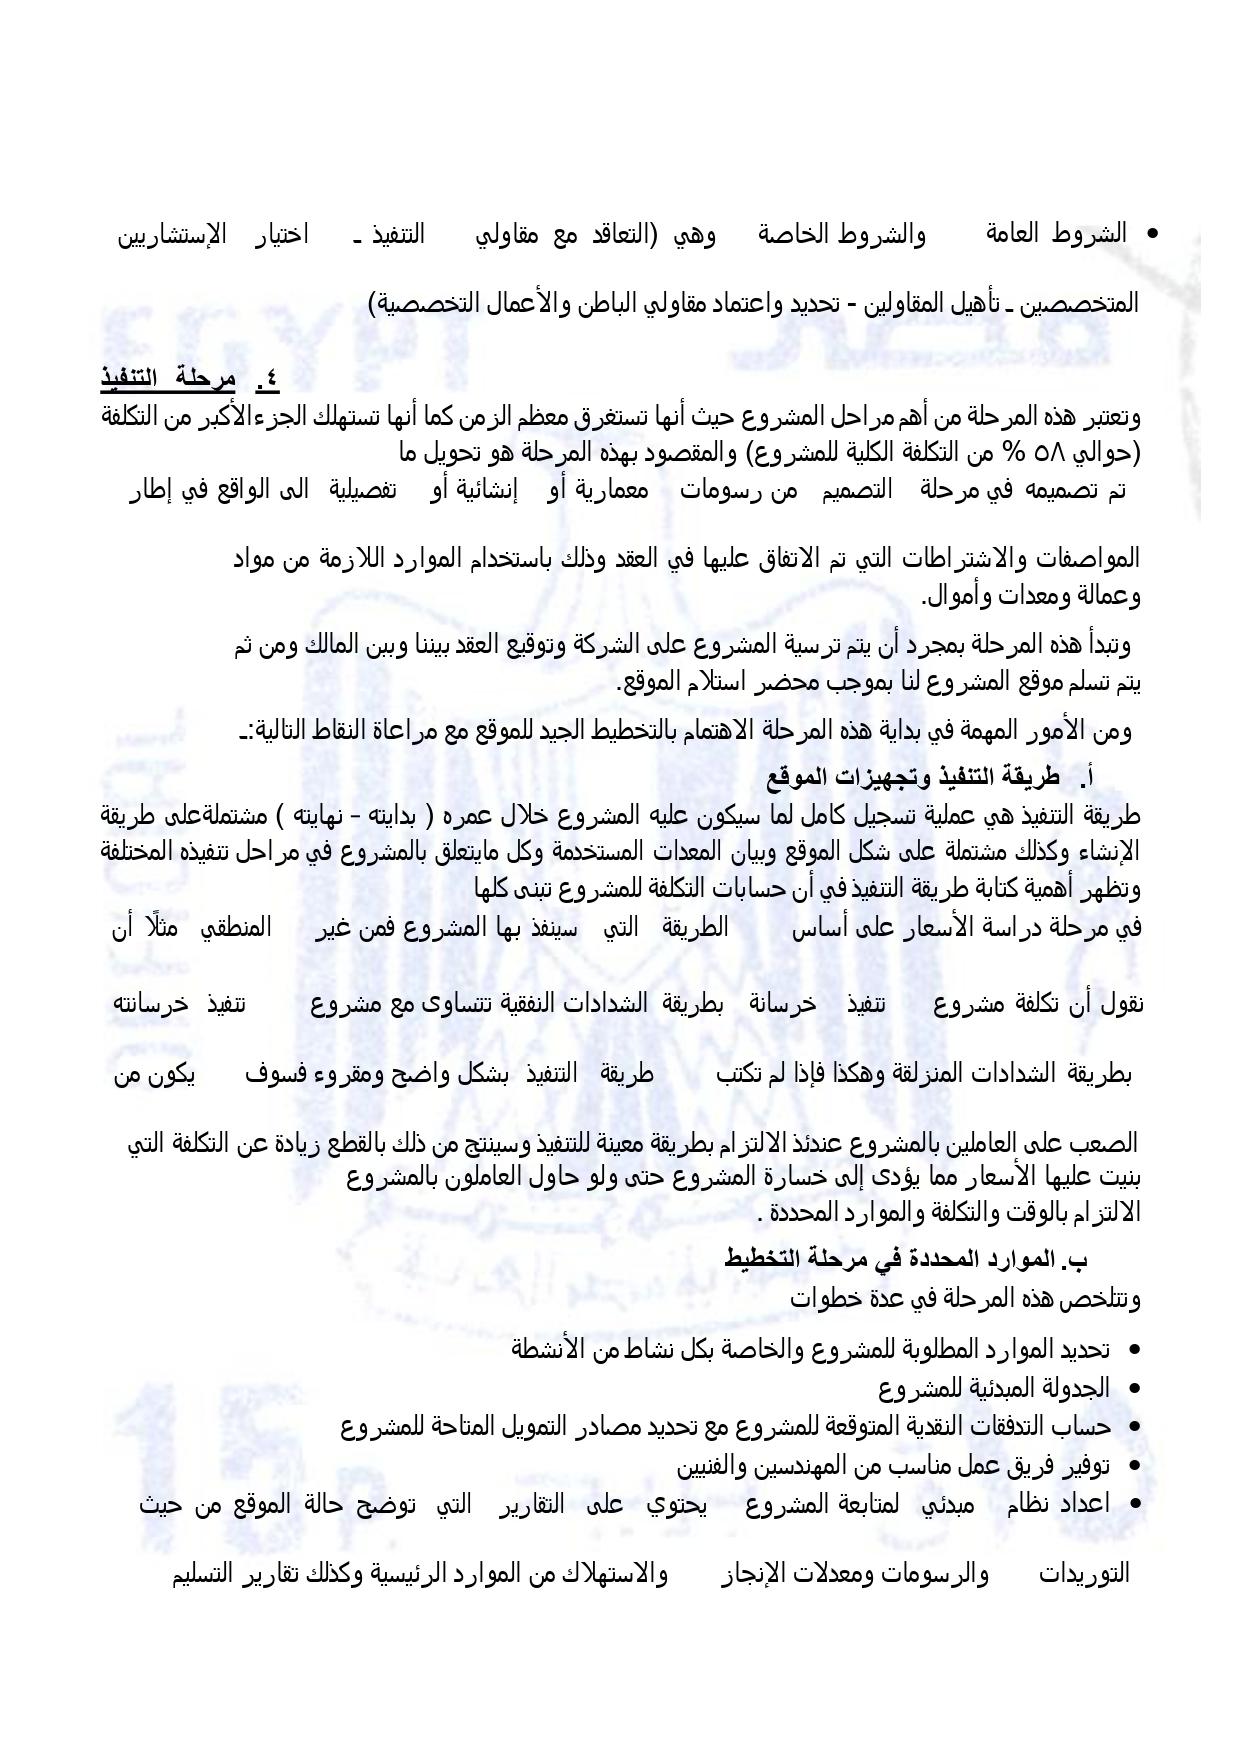 • الشروط العامة والشروط الخاصة وهي (التعاقد مع مقاولي التنفيذ ـ اختيار الإستشاريين
المتخصصين ـ تأهيل المقاولين - تحديد واعتماد مقاولي الباطن والأعمال التخصصية)
٤. مرحلة التنفيذ
وتعتبر هذه المرحلة من أهم مراحل المشروع حيث أنها تستغرق معظم الزمن كما أنها تستهلك الجزء الأكبر من التكلفة
(حوالي ٥٨ % من التكلفة الكلية للمشروع) والمقصود بهذه المرحلة هو تحويل ما
تم تصميمه في مرحلة التصميم من رسومات معمارية أو إنشائية أو تفصيلية الى الواقع في إطار
المواصفات والاشتراطات التي تم الاتفاق عليها في العقد وذلك باستخدام الموارد اللازمة من مواد
وعمالة ومعدات وأموال.
وتبدأ هذه المرحلة بمجرد أن يتم ترسية المشروع على الشركة وتوقيع العقد بيننا وبين المالك ومن ثم
يتم تسلم موقع المشروع لنا بموجب محضر استلام الموقع.
ومن الأمور المهمة في بداية هذه المرحلة الاهتمام بالتخطيط الجيد للموقع مع مراعاة النقاط التالية:ـ
أ. طريقة التنفيذ وتجهيزات الموقع
طريقة التنفيذ هي عملية تسجيل كامل لما سيكون عليه المشروع خلال عمره ( بدايته – نهايته ) مشتملة على طريقة
الإنشاء وكذلك مشتملة على شكل الموقع وبيان المعدات المستخدمة وكل مايتعلق بالمشروع في مراحل تنفيذه المختلفة
وتظهر أهمية كتابة طريقة التنفيذ في أن حسابات التكلفة للمشروع تبنى كلها
في مرحلة دراسة الأسعار على أساس الطريقة التي سينفذ بها المشروع فمن غير المنطقي مثلًا أن
نقول أن تكلفة مشروع تنفيذ خرسانة بطريقة الشدادات النفقية تتساوى مع مشروع تنفيذ خرسانته
بطريقة الشدادات المنزلقة وهكذا فإذا لم تكتب طريقة التنفيذ بشكل واضح ومقروء فسوف يكون من
الصعب على العاملين بالمشروع عندئذ الالتزام بطريقة معينة للتنفيذ وسينتج من ذلك بالقطع زيادة عن التكلفة التي
بنيت عليها الأسعار مما يؤدى إلى خسارة المشروع حتى ولو حاول العاملون بالمشروع
الالتزام بالوقت والتكلفة والموارد المحددة .
ب. الموارد المحددة في مرحلة التخطيط
وتتلخص هذه المرحلة في عدة خطوات
• تحديد الموارد المطلوبة للمشروع والخاصة بكل نشاط من الأنشطة
• الجدولة المبدئية للمشروع
• حساب التدفقات النقدية المتوقعة للمشروع مع تحديد مصادر التمويل المتاحة للمشروع
• توفير فريق عمل مناسب من المهندسين والفنيين
• اعداد نظام مبدئي لمتابعة المشروع يحتوي على التقارير التي توضح حالة الموقع من حيث
التوريدات والرسومات ومعدلات الإنجاز والاستهلاك من الموارد الرئيسية وكذلك تقارير التسليم
EGYPT
مصر
15P